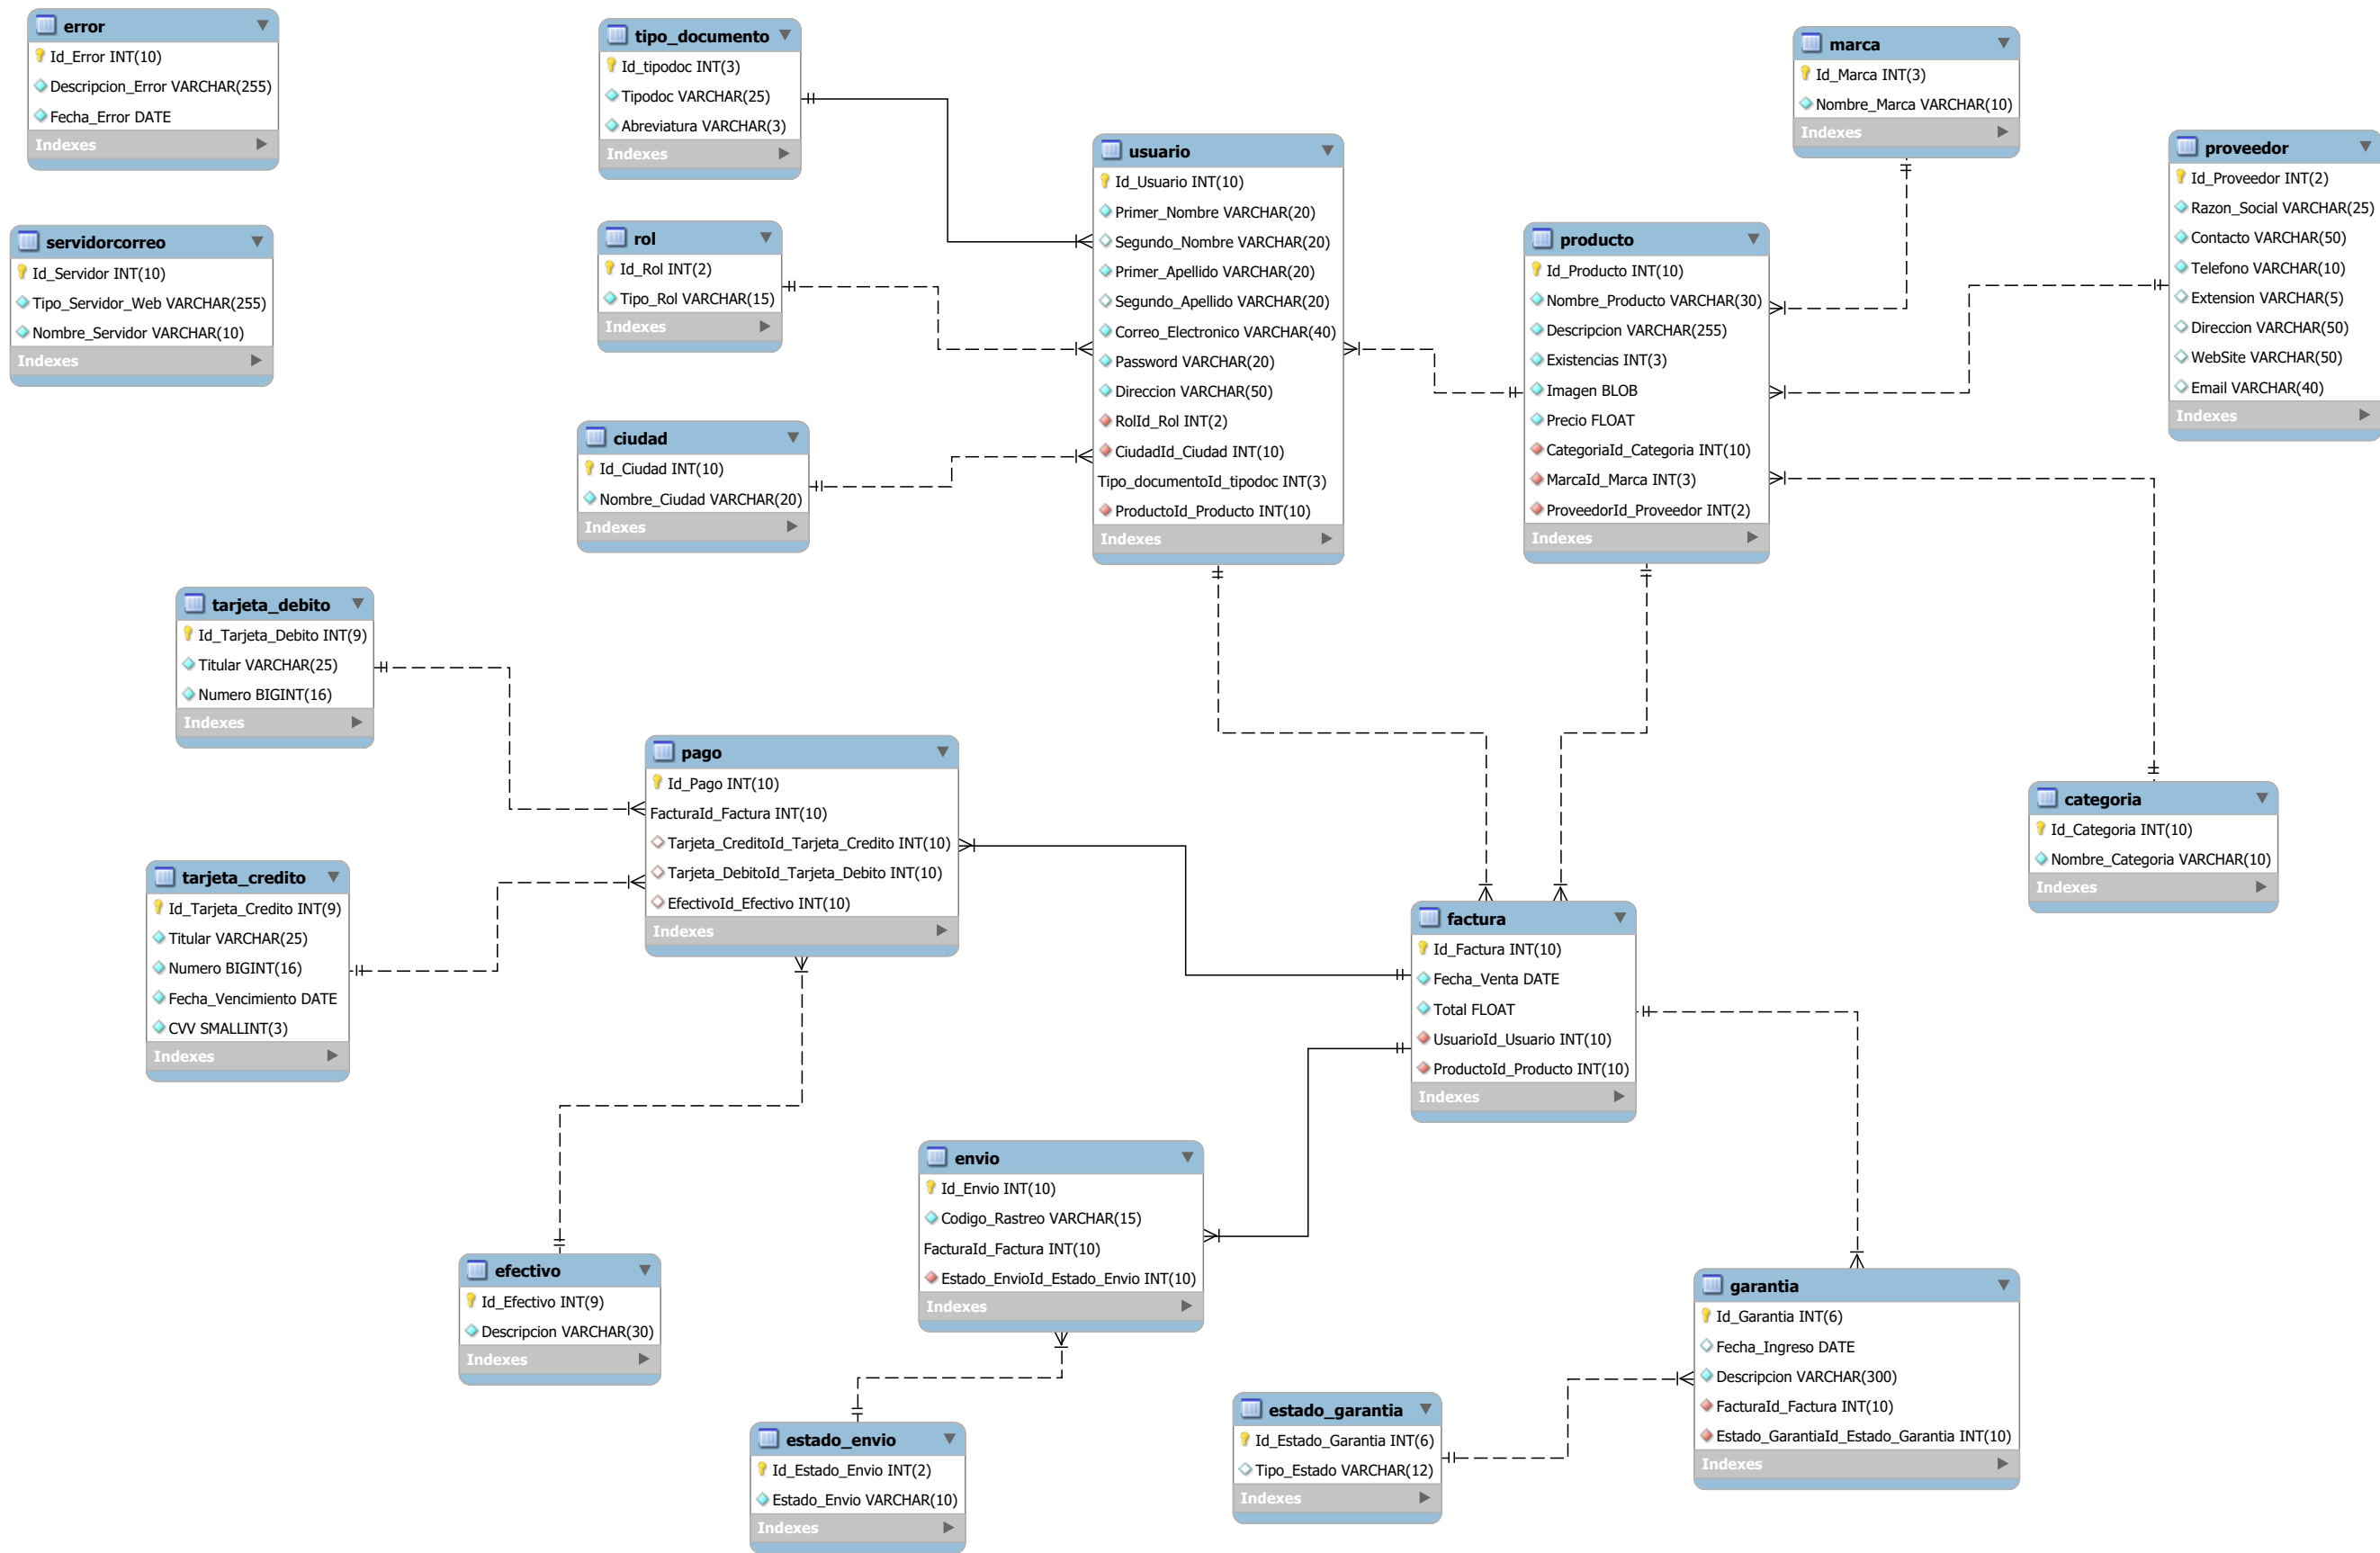 error
Id_Error INT(10)
Descripcion_Error VARCHAR(255)
Fecha_Error DATE
Indexes
servidorcorreo
Id_Servidor INT(10)
Tipo_Servidor_Web VARCHAR(255)
Nombre_Servidor VARCHAR(10)
Indexes
tipo_documento
Id_tipodoc INT(3)
Tipodoc VARCHAR(25)
Abreviatura VARCHAR(3)
Indexes
rol
Id_Rol INT(2)
Tipo_Rol VARCHAR(15)
Indexes
ciudad
Id_Ciudad INT(10)
Nombre_Ciudad VARCHAR(20)
Indexes
usuario
Id_Usuario INT(10)
Primer_Nombre VARCHAR(20)
Segundo_Nombre VARCHAR(20)
Primer_Apellido VARCHAR(20)
Segundo_Apellido VARCHAR(20)
Correo_Electronico VARCHAR(40)
Password VARCHAR(20)
Direccion VARCHAR(50)
RolId_Rol INT(2)
CiudadId_Ciudad INT(10)
Tipo_documentoId_tipodoc INT(3)
ProductoId_Producto INT(10)
Indexes
producto
Id_Producto INT(10)
Nombre_Producto VARCHAR(30)
Descripcion VARCHAR(255)
Existencias INT(3)
Imagen BLOB
Precio FLOAT
CategoriaId_Categoria INT(10)
MarcaId_Marca INT(3)
ProveedorId_Proveedor INT(2)
Indexes
marca
Id_Marca INT(3)
Nombre_Marca VARCHAR(10)
Indexes
proveedor
Id_Proveedor INT(2)
Razon_Social VARCHAR(25)
Contacto VARCHAR(50)
Telefono VARCHAR(10)
Extension VARCHAR(5)
Direccion VARCHAR(50)
WebSite VARCHAR(50)
Email VARCHAR(40)
Indexes
tarjeta_debito
Id_Tarjeta_Debito INT(9)
Titular VARCHAR(25)
Numero BIGINT(16)
Indexes
tarjeta_credito
Id_Tarjeta_Credito INT(9)
Titular VARCHAR(25)
Numero BIGINT(16)
Fecha_Vencimiento DATE
CVV SMALLINT(3)
Indexes
pago
Id_Pago INT(10)
FacturaId_Factura INT(10)
Tarjeta_CreditoId_Tarjeta_Credito INT(10)
Tarjeta_DebitoId_Tarjeta_Debito INT(10)
EfectivoId_Efectivo INT(10)
Indexes
categoria
Id_Categoria INT(10)
Nombre_Categoria VARCHAR(10)
Indexes
factura
Id_Factura INT(10)
Fecha_Venta DATE
Total FLOAT
UsuarioId_Usuario INT(10)
ProductoId_Producto INT(10)
Indexes
envio
Id_Envio INT(10)
Codigo_Rastreo VARCHAR(15)
FacturaId_Factura INT(10)
Estado_EnvioId_Estado_Envio INT(10)
Indexes
efectivo
Id_Efectivo INT(9)
Descripcion VARCHAR(30)
Indexes
garantia
Id_Garantia INT(6)
Fecha_Ingreso DATE
Descripcion VARCHAR(300)
FacturaId_Factura INT(10)
Estado_GarantiaId_Estado_Garantia INT(10)
Indexes
estado_garantia
Id_Estado_Garantia INT(6)
Tipo_Estado VARCHAR(12)
Indexes
estado_envio
Id_Estado_Envio INT(2)
Estado_Envio VARCHAR(10)
Indexes